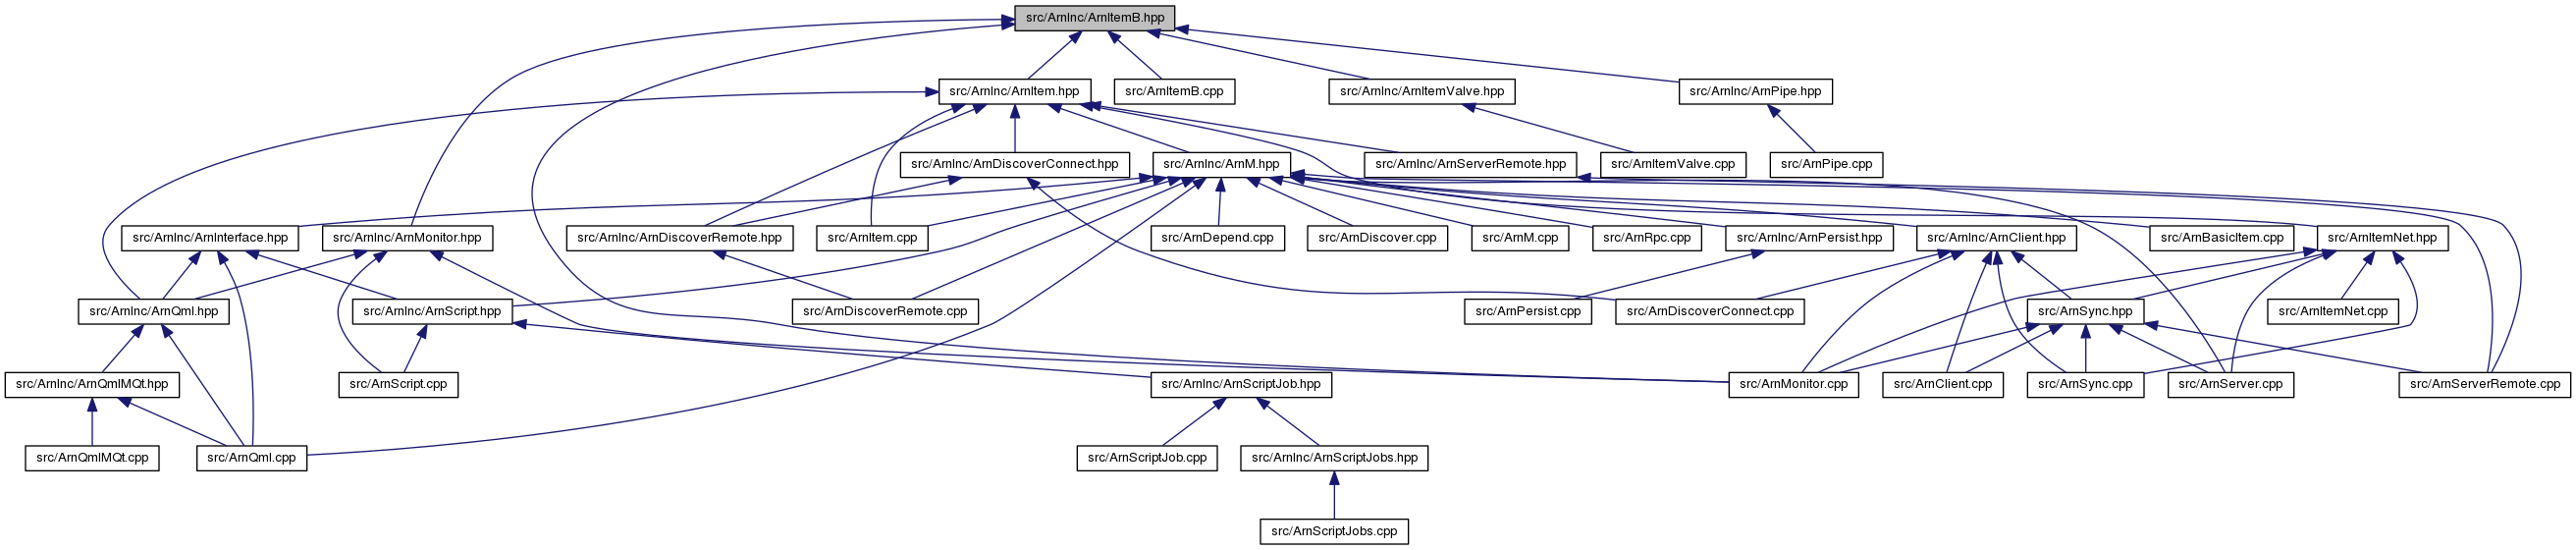 src/ArnInc/ArnItemB.hpp
src/ArnInc/ArnItem.hpp
src/ArnItemB.cpp
src/ArnInc/ArnItemValve.hpp
src/ArnInc/ArnPipe.hpp
src/ArnInc/ArnDiscoverConnect.hpp
src/ArnInc/ArnM.hpp
src/ArnInc/ArnServerRemote.hpp
src/ArnItemValve.cpp
src/ArnPipe.cpp
src/ArnInc/ArnInterface.hpp
src/ArnInc/ArnMonitor.hpp
src/ArnInc/ArnDiscoverRemote.hpp
src/ArnItem.cpp
src/ArnDepend.cpp
src/ArnDiscover.cpp
src/ArnM.cpp
src/ArnRpc.cpp
src/ArnInc/ArnPersist.hpp
src/ArnInc/ArnClient.hpp
src/ArnBasicItem.cpp
src/ArnItemNet.hpp
src/ArnInc/ArnQml.hpp
src/ArnInc/ArnScript.hpp
src/ArnDiscoverRemote.cpp
src/ArnPersist.cpp
src/ArnDiscoverConnect.cpp
src/ArnSync.hpp
src/ArnItemNet.cpp
src/ArnInc/ArnQmlMQt.hpp
src/ArnScript.cpp
src/ArnInc/ArnScriptJob.hpp
src/ArnMonitor.cpp
src/ArnClient.cpp
src/ArnSync.cpp
src/ArnServer.cpp
src/ArnServerRemote.cpp
src/ArnQmlMQt.cpp
src/ArnQml.cpp
src/ArnScriptJob.cpp
src/ArnInc/ArnScriptJobs.hpp
src/ArnScriptJobs.cpp